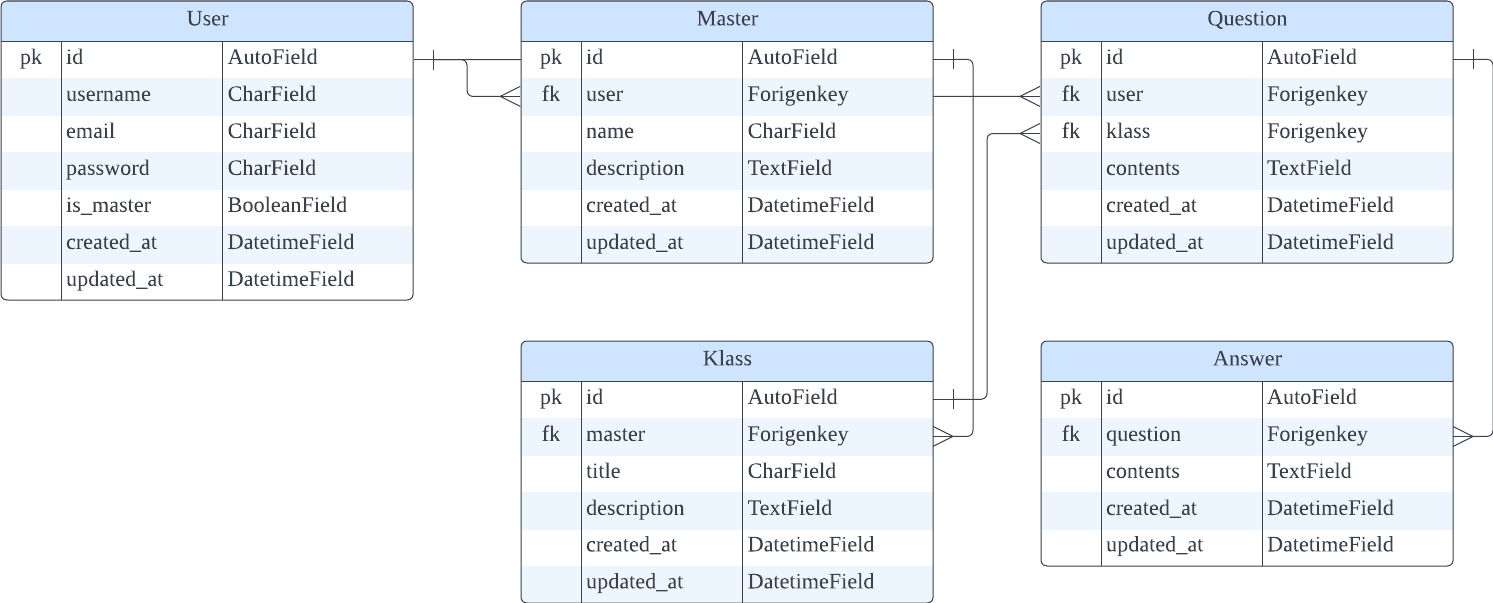 User
pk id AutoField
username CharField
email CharField
password CharField
is_master BooleanField
created_at DatetimeField
updated_at DatetimeField
Master
pk id AutoField
fk user Forigenkey
name CharField
description TextField
created_at DatetimeField
updated_at DatetimeField
Question
pk id AutoField
fk user Forigenkey
fk klass Forigenkey
contents TextField
created_at DatetimeField
updated_at DatetimeField
Klass
pk id AutoField
fk master Forigenkey
title CharField
description TextField
created_at DatetimeField
updated_at DatetimeField
Answer
pk id AutoField
fk question Forigenkey
contents TextField
created_at DatetimeField
updated_at DatetimeField